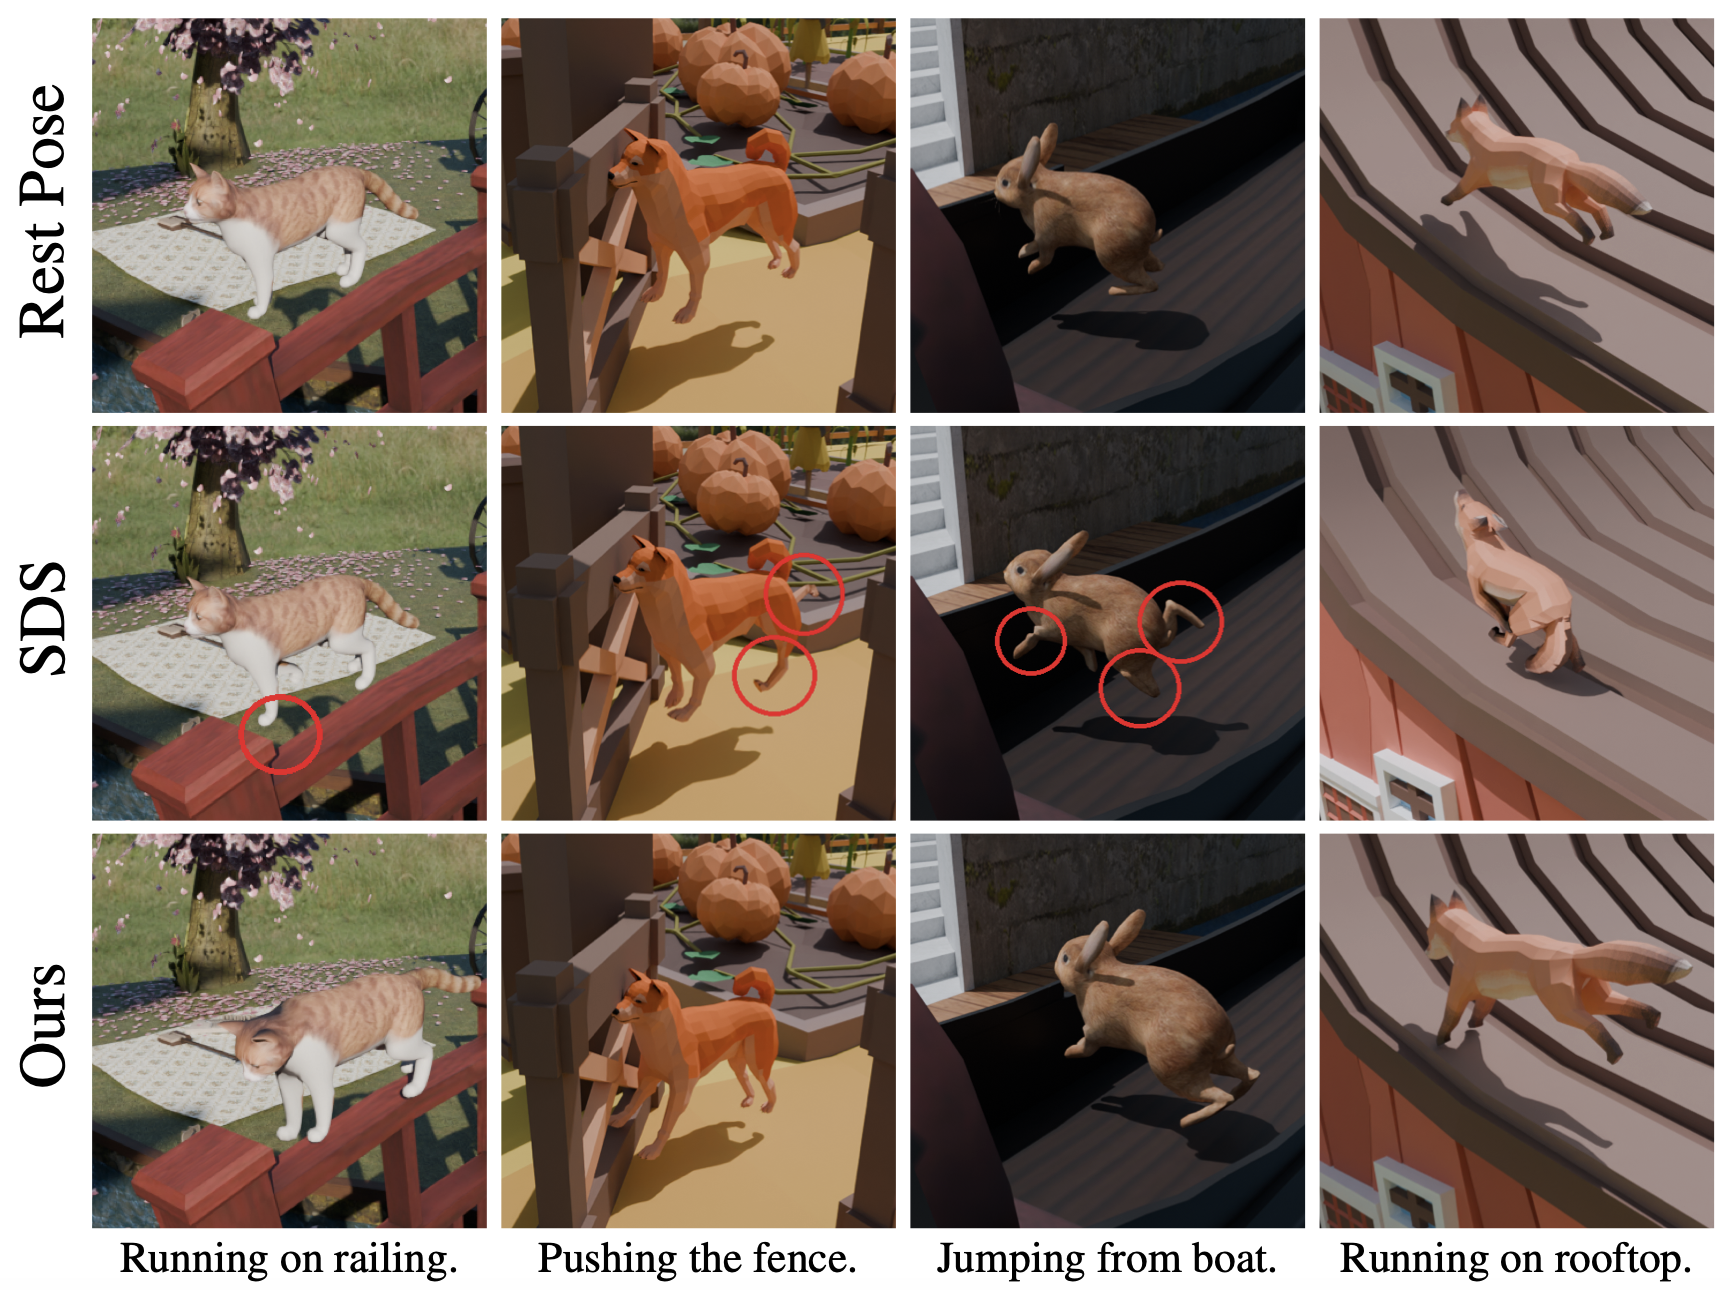 Rest Pose
SDS
Ours
Running on railing.
Pushing the fence.
Jumping from boat.
Running on rooftop.